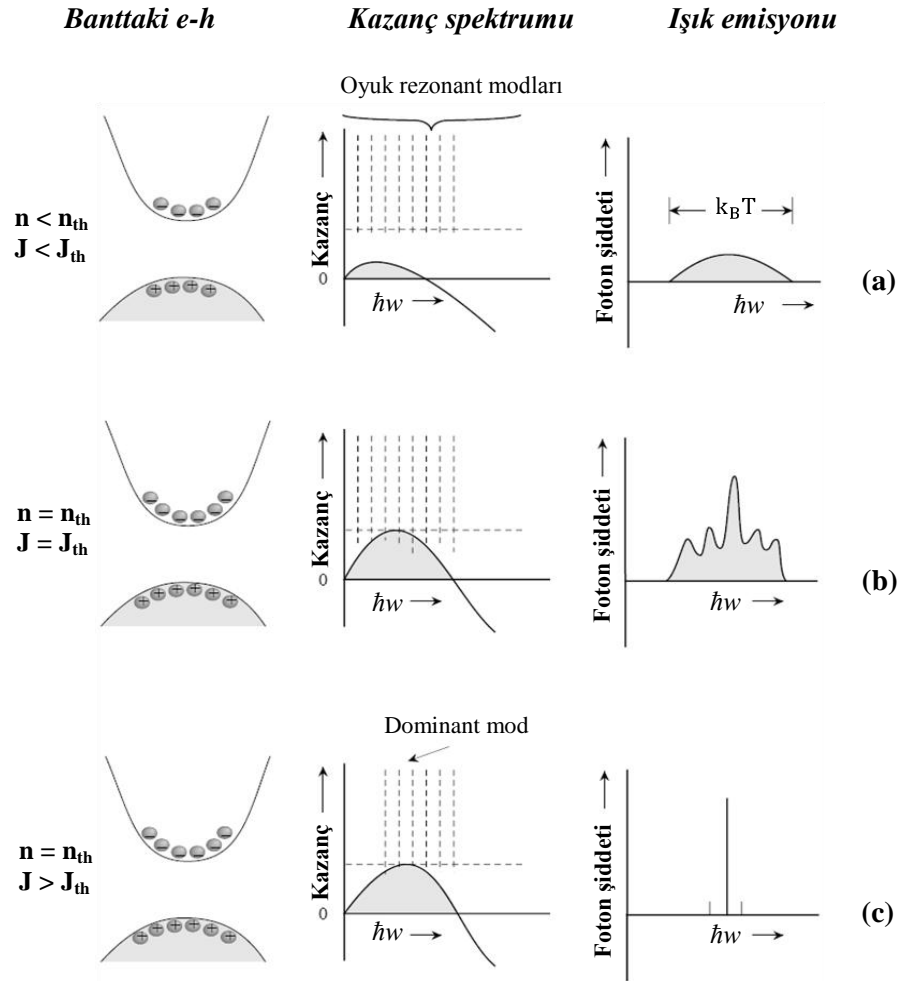 Banttaki e-h
Kazanç spektrumu
Işık emisyonu
Oyuk rezonant modları
n < nth
J < Jth
Kazanç
0
ħw
Foton şiddeti
kBT
ħw
(a)
n = nth
J = Jth
Kazanç
0
ħw
Foton şiddeti
ħw
(b)
Dominant mod
n = nth
J > Jth
Kazanç
0
ħw
Foton şiddeti
ħw
(c)